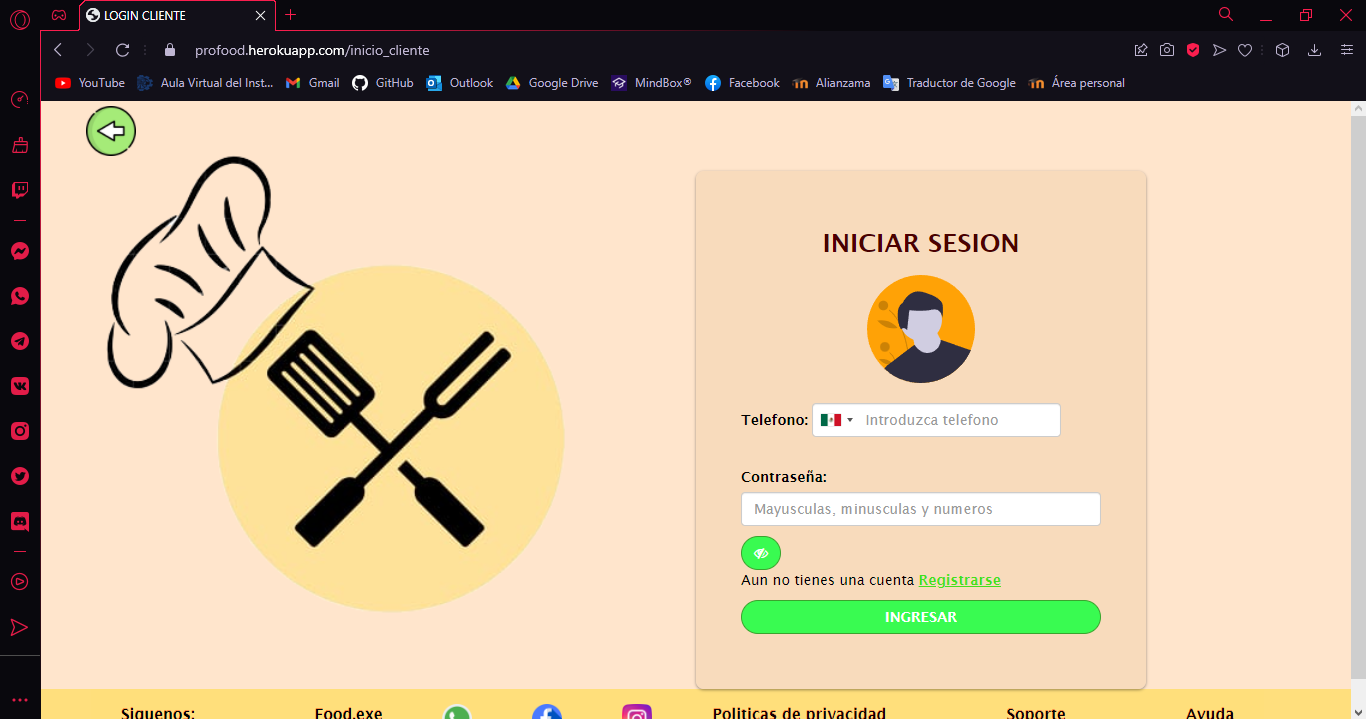 LOGIN CLIENTE
profood.herokuapp.com/inicio_cliente
YouTube Aula Virtual del Inst... Gmail GitHub Outlook Google Drive MindBox® Facebook Alianzama Traductor de Google Área personal
INICIAR SESION
Telefono: Introduzca telefono
Contraseña:
Mayusculas, minusculas y numeros
Aun no tienes una cuenta Registrarse
INGRESAR
Siguenos: Food.exe Politicas de privacidad Soporte Ayuda